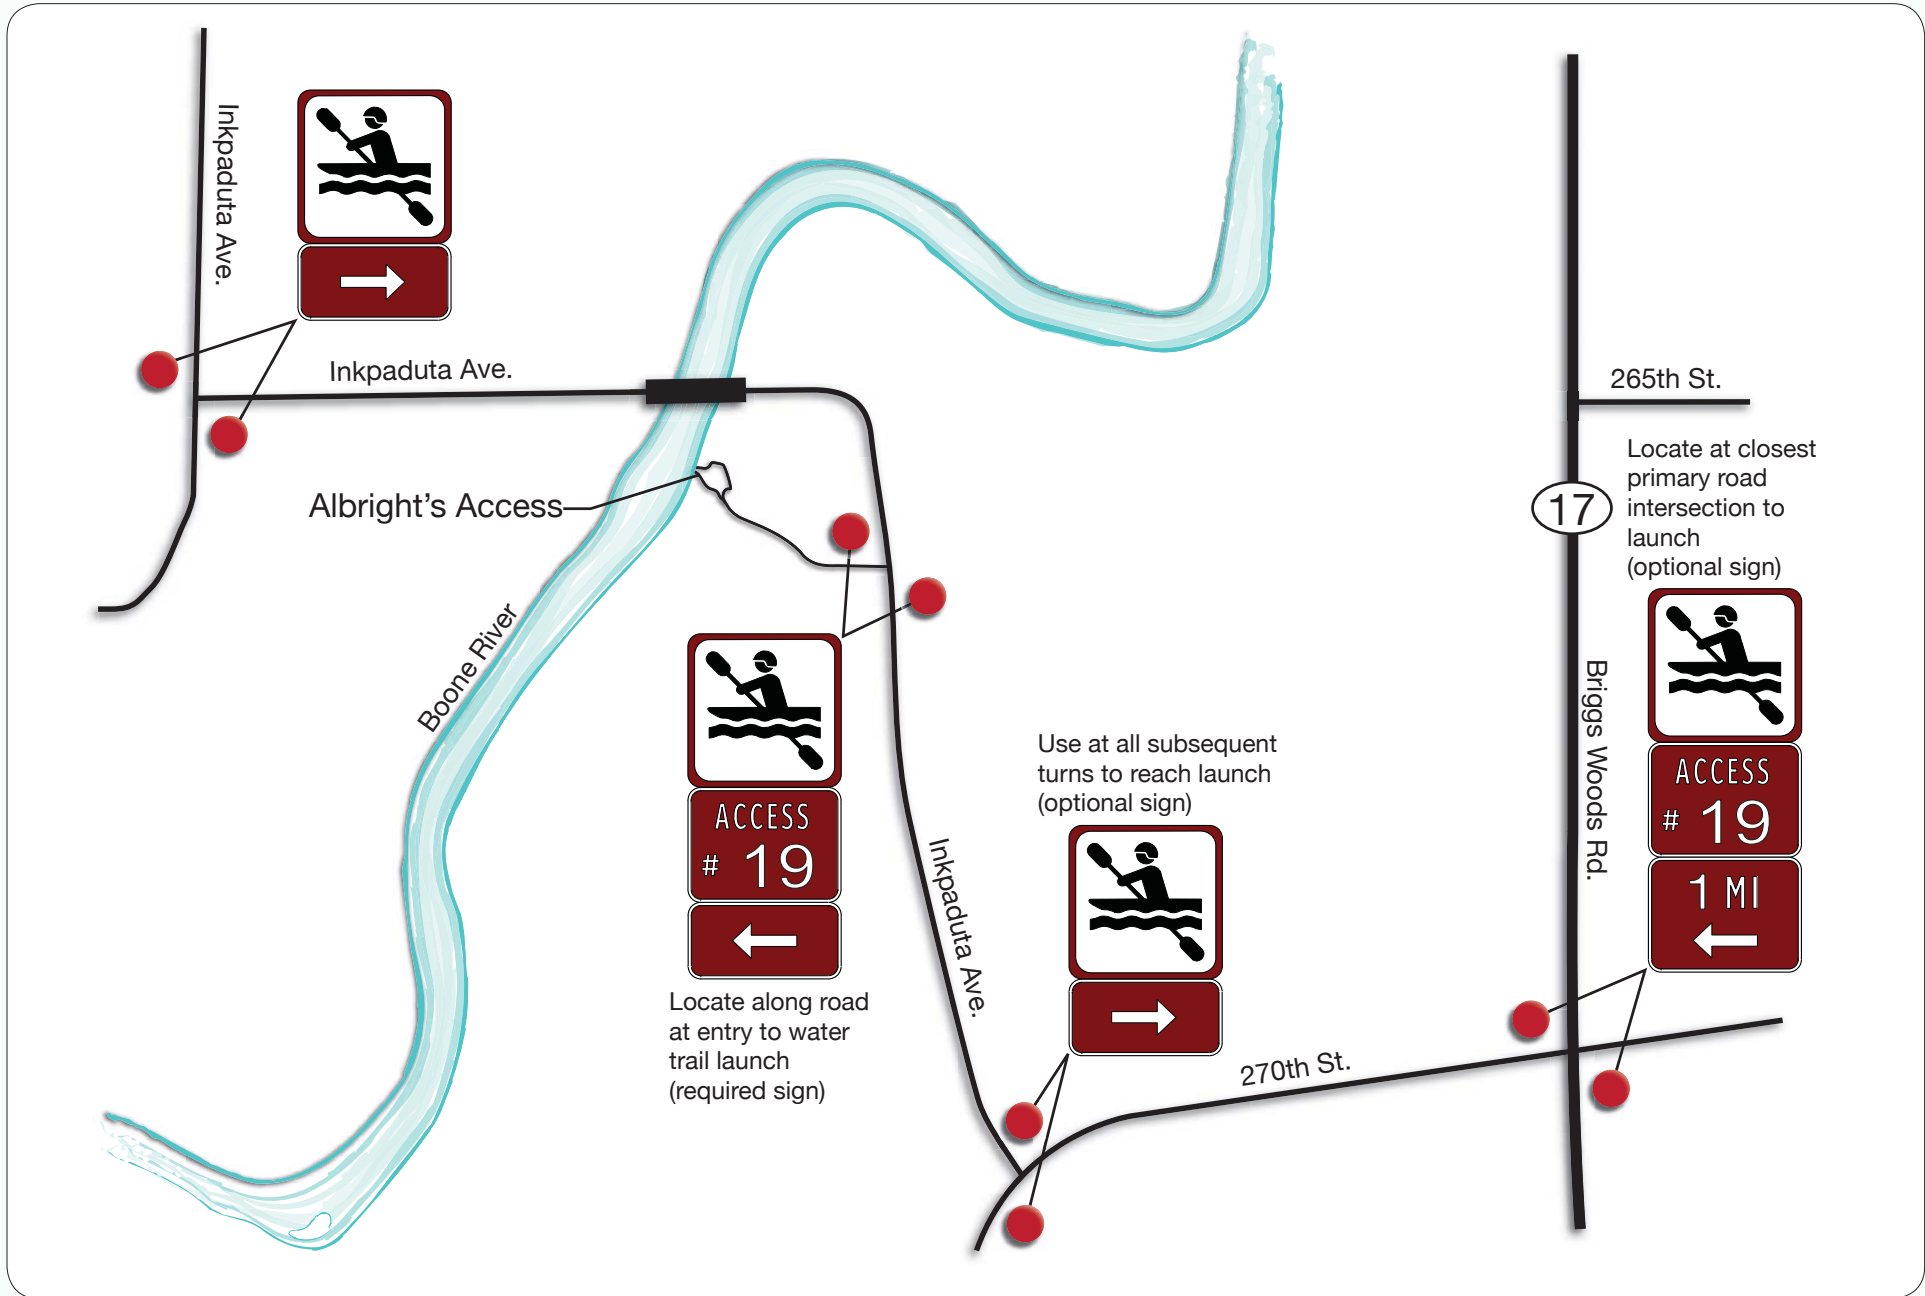 Inkpaduta Ave.
Inkpaduta Ave.
Albright's Access
Boone River
ACCESS
# 19
Locate along road
at entry to water
trail launch
(required sign)
Inkpaduta Ave.
Use at all subsequent
turns to reach launch
(optional sign)
270th St.
265th St.
17
Briggs Woods Rd.
Locate at closest
primary road
intersection to
launch
(optional sign)
ACCESS
# 19
1 MI